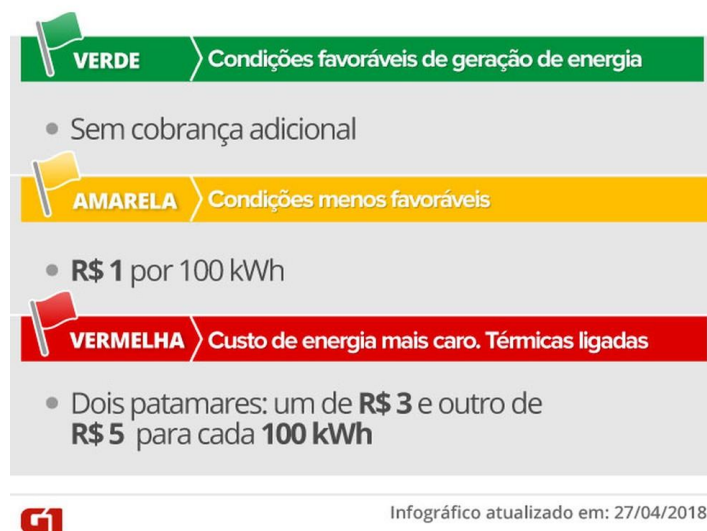 VERDE Condições favoráveis de geração de energia
Sem cobrança adicional
AMARELA Condições menos favoráveis
R$ 1 por 100 kWh
VERMELHA Custo de energia mais caro. Térmicas ligadas
Dois patamares: um de R$ 3 e outro de
R$ 5 para cada 100 kWh
Infográfico atualizado em: 27/04/2018
G1